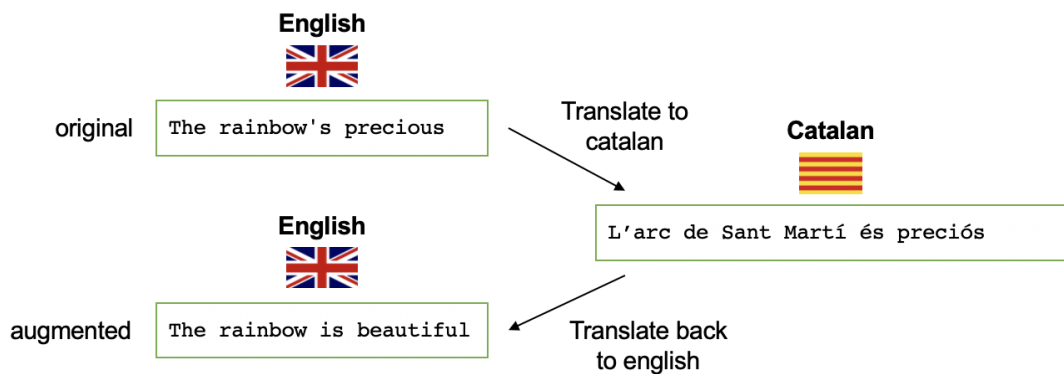 English
original
The rainbow's precious
Translate to
catalan
Catalan
L’arc de Sant Martí és preciós
English
augmented
The rainbow is beautiful
Translate back
to english